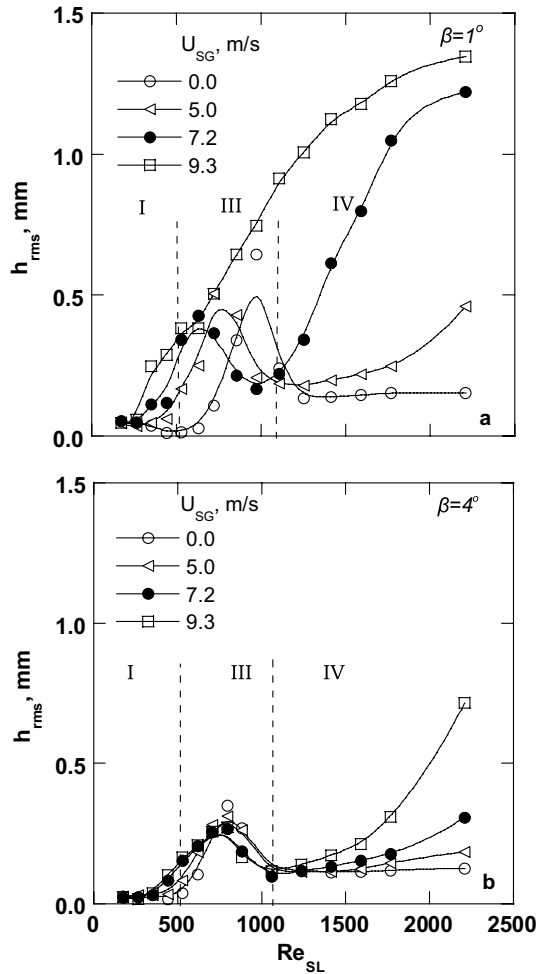 1.5
U_SG, m/s
β=1°
0.0
5.0
7.2
9.3
1.0
I
III
IV
h_rms, mm
0.5
0.0
a
1.5
U_SG, m/s
β=4°
0.0
5.0
7.2
9.3
1.0
I
III
IV
h_rms, mm
0.5
0.0
b
0 500 1000 1500 2000 2500
Re_SL